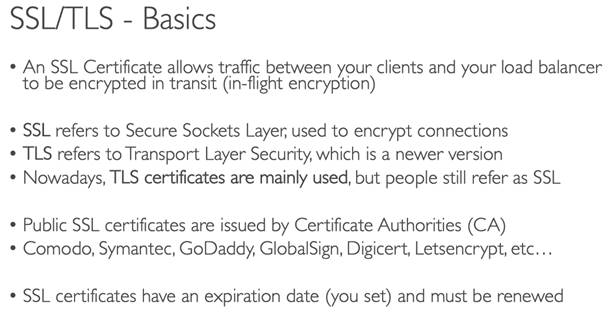 SSL/TLS - Basics
• An SSL Certificate allows traffic between your clients and your load balancer
to be encrypted in transit (in-flight encryption)
• SSL refers to Secure Sockets Layer, used to encrypt connections
• TLS refers to Transport Layer Security, which is a newer version
• Nowadays, TLS certificates are mainly used, but people still refer as SSL
• Public SSL certificates are issued by Certificate Authorities (CA)
• Comodo, Symantec, GoDaddy, GlobalSign, Digicert, Letsencrypt, etc…
• SSL certificates have an expiration date (you set) and must be renewed